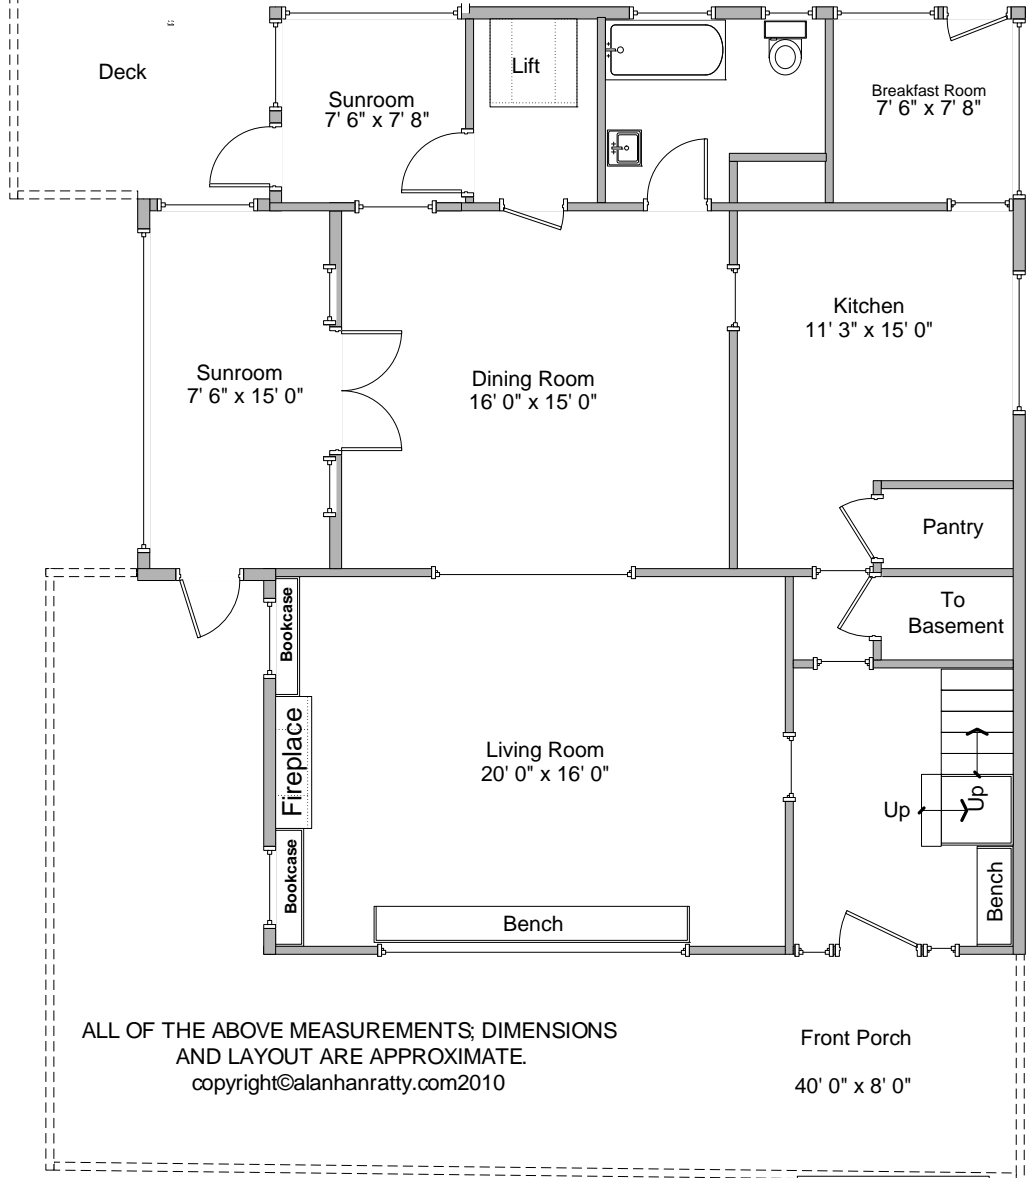 Deck
Sunroom
7' 6" x 7' 8"
Lift
Breakfast Room
7' 6" x 7' 8"
Sunroom
7' 6" x 15' 0"
Dining Room
16' 0" x 15' 0"
Kitchen
11' 3" x 15' 0"
Pantry
To
Basement
Bookcase
Fireplace
Bookcase
Living Room
20' 0" x 16' 0"
Bench
Up
Up
Bench
ALL OF THE ABOVE MEASUREMENTS; DIMENSIONS
AND LAYOUT ARE APPROXIMATE.
copyright©alanhanratty.com2010
Front Porch
40' 0" x 8' 0"